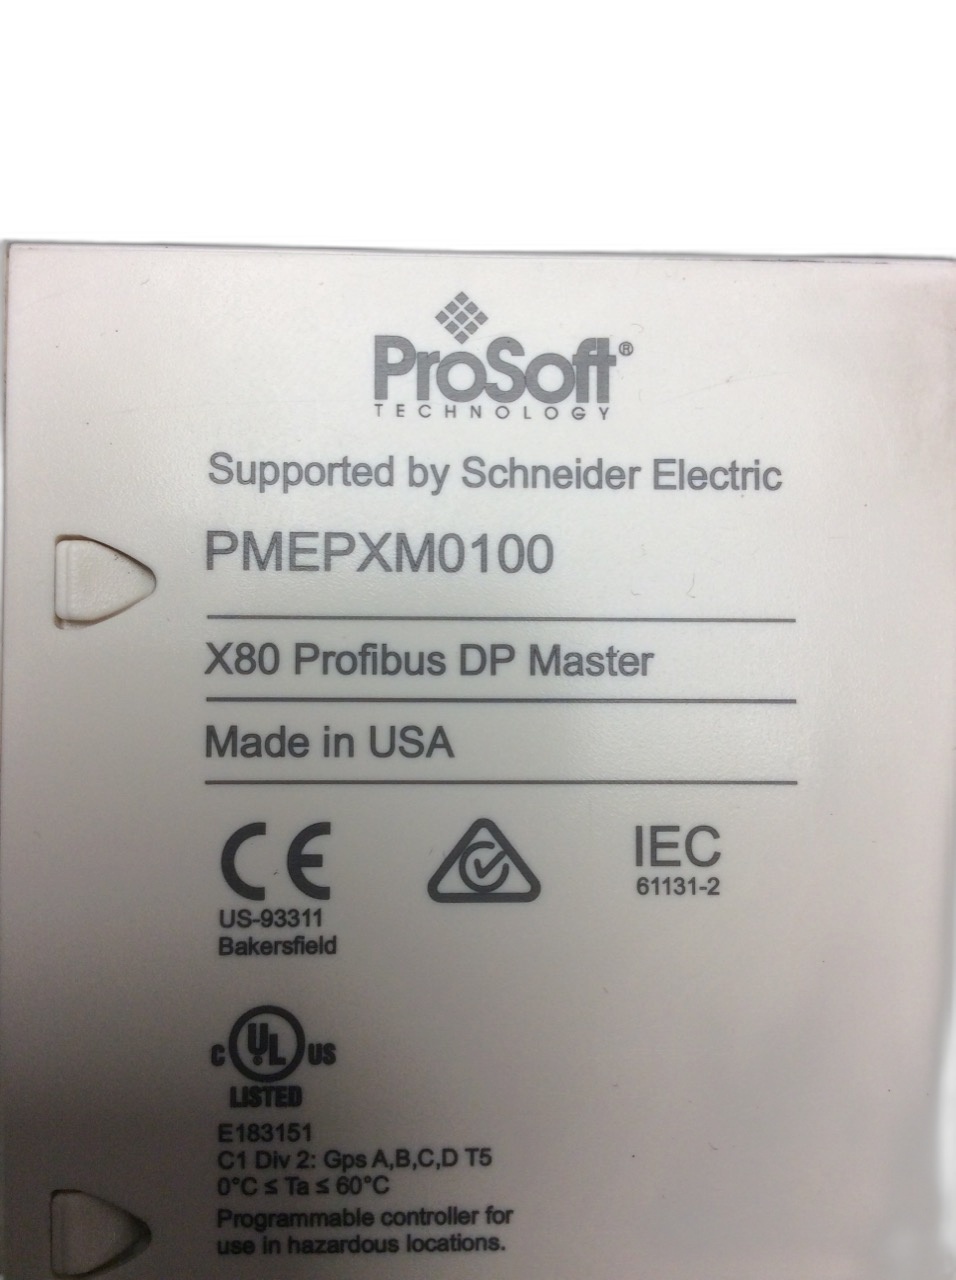 ProSoft®
TECHNOLOGY
Supported by Schneider Electric
PMEPXM0100
X80 Profibus DP Master
Made in USA
CE
IEC
61131-2
US-93311
Bakersfield
C UL US
LISTED
E183151
C1 Div 2: Gps A,B,C,D T5
0°C ≤ Ta ≤ 60°C
Programmable controller for
use in hazardous locations.